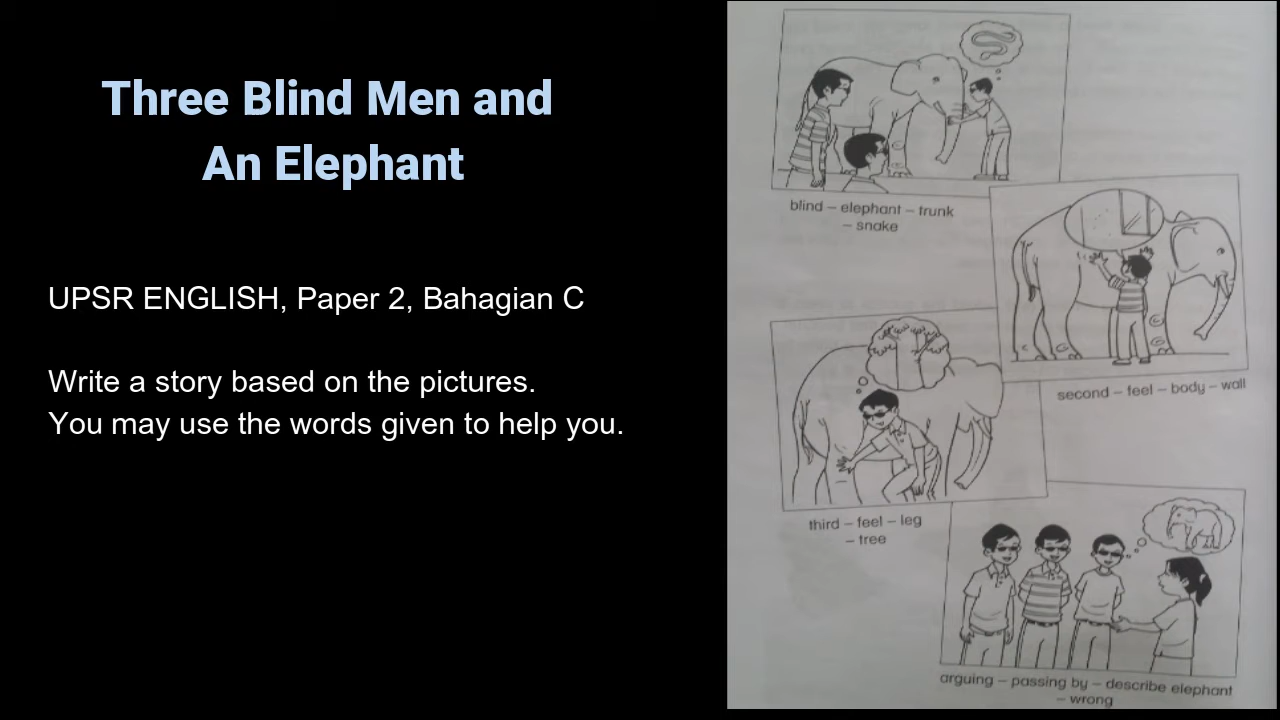 Three Blind Men and
An Elephant
UPSR ENGLISH, Paper 2, Bahagian C
Write a story based on the pictures.
You may use the words given to help you.
blind – elephant – trunk
– snake
second – feel – body – wall
third – feel – leg
– tree
arguing – passing by – describe elephant
– wrong